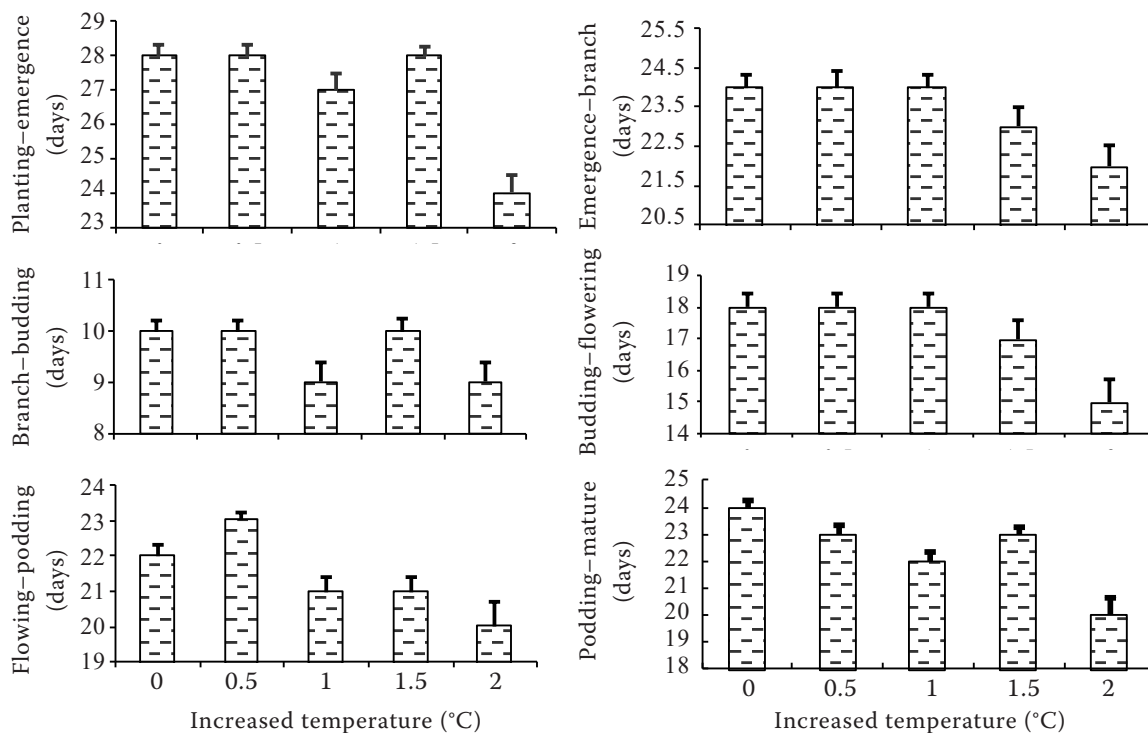 Planting–emergence
(days)
29
28
27
26
25
24
23
Emergence–branch
(days)
25.5
24.5
23.5
22.5
21.5
20.5
Branch–budding
(days)
11
10
9
8
Budding–flowering
(days)
19
18
17
16
15
14
Flowing–podding
(days)
24
23
22
21
20
19
0 0.5 1 1.5 2
Increased temperature (°C)
Podding–mature
(days)
25
24
23
22
21
20
19
18
0 0.5 1 1.5 2
Increased temperature (°C)